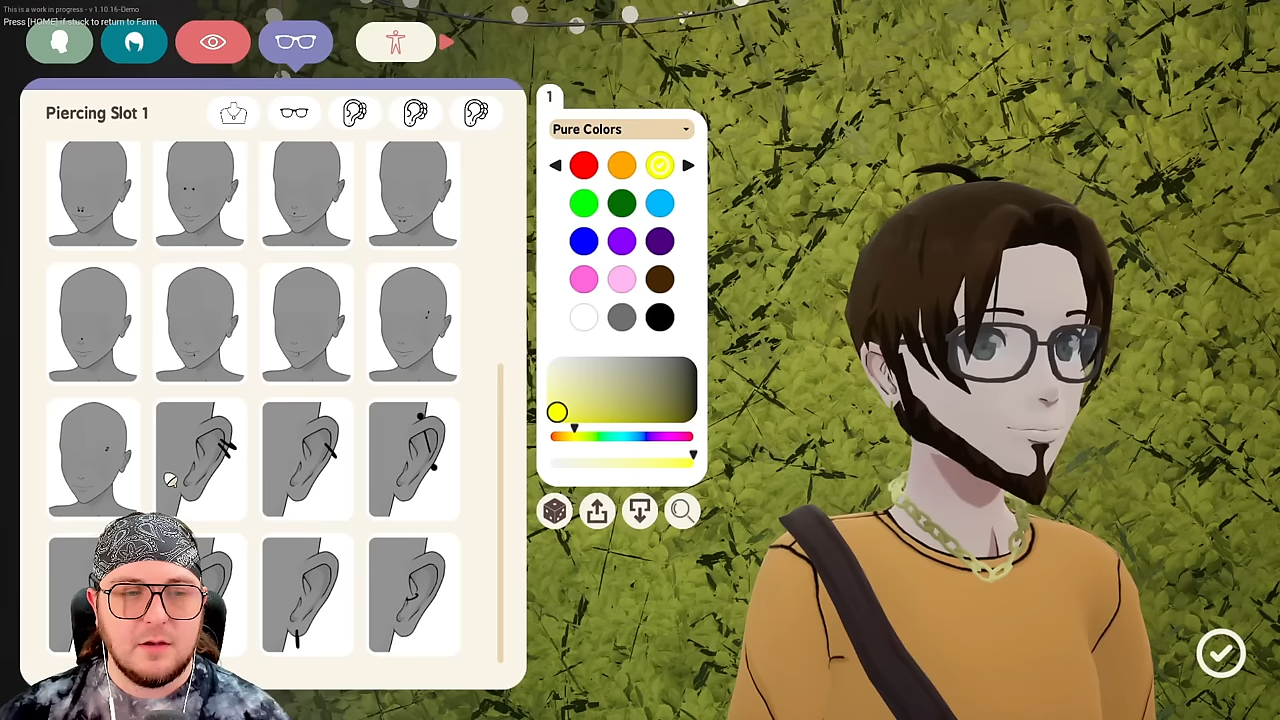 This is a work in progress - v 1.10.16-Demo
Press [HOME] if stuck to return to Farm
Piercing Slot 1
1
Pure Colors